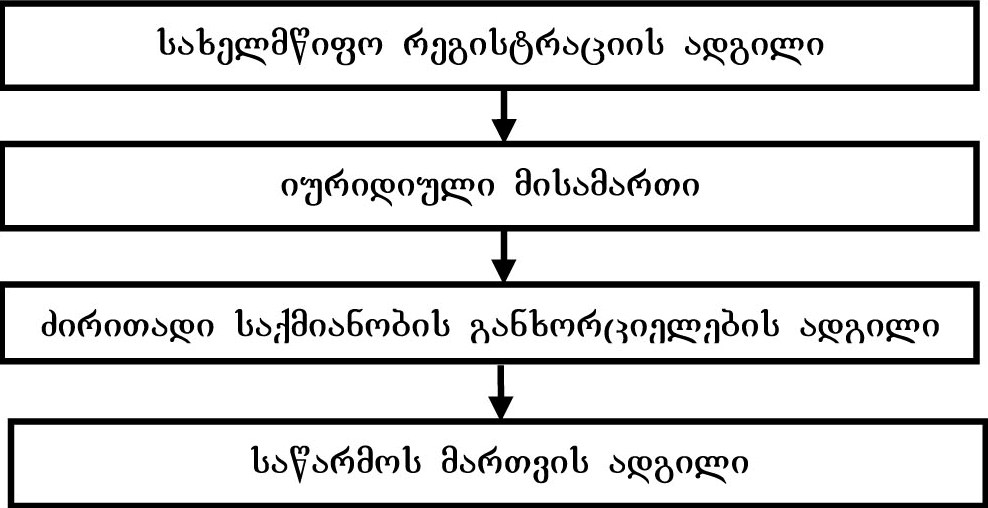 სახელმწიფო რეგისტრაციის ადგილი
იურიდიული მისამართი
ძირითადი საქმიანობის განხორციელების ადგილი
საწარმოს მართვის ადგილი